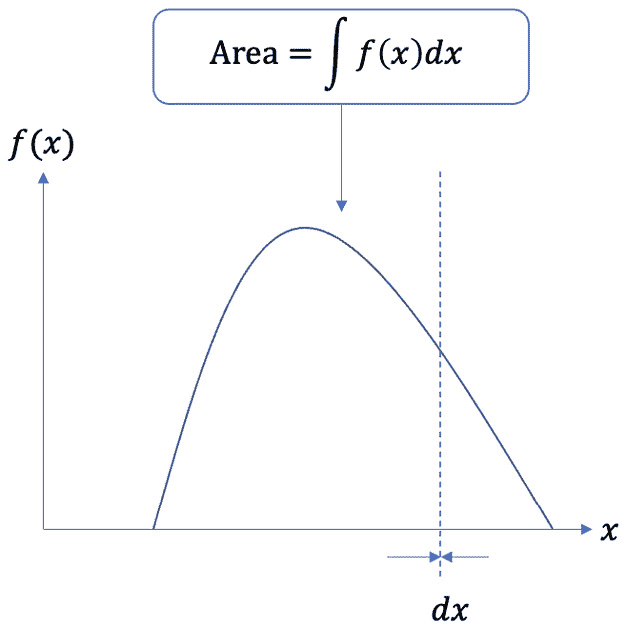 Area = ∫ f(x)dx
f(x)
x
dx